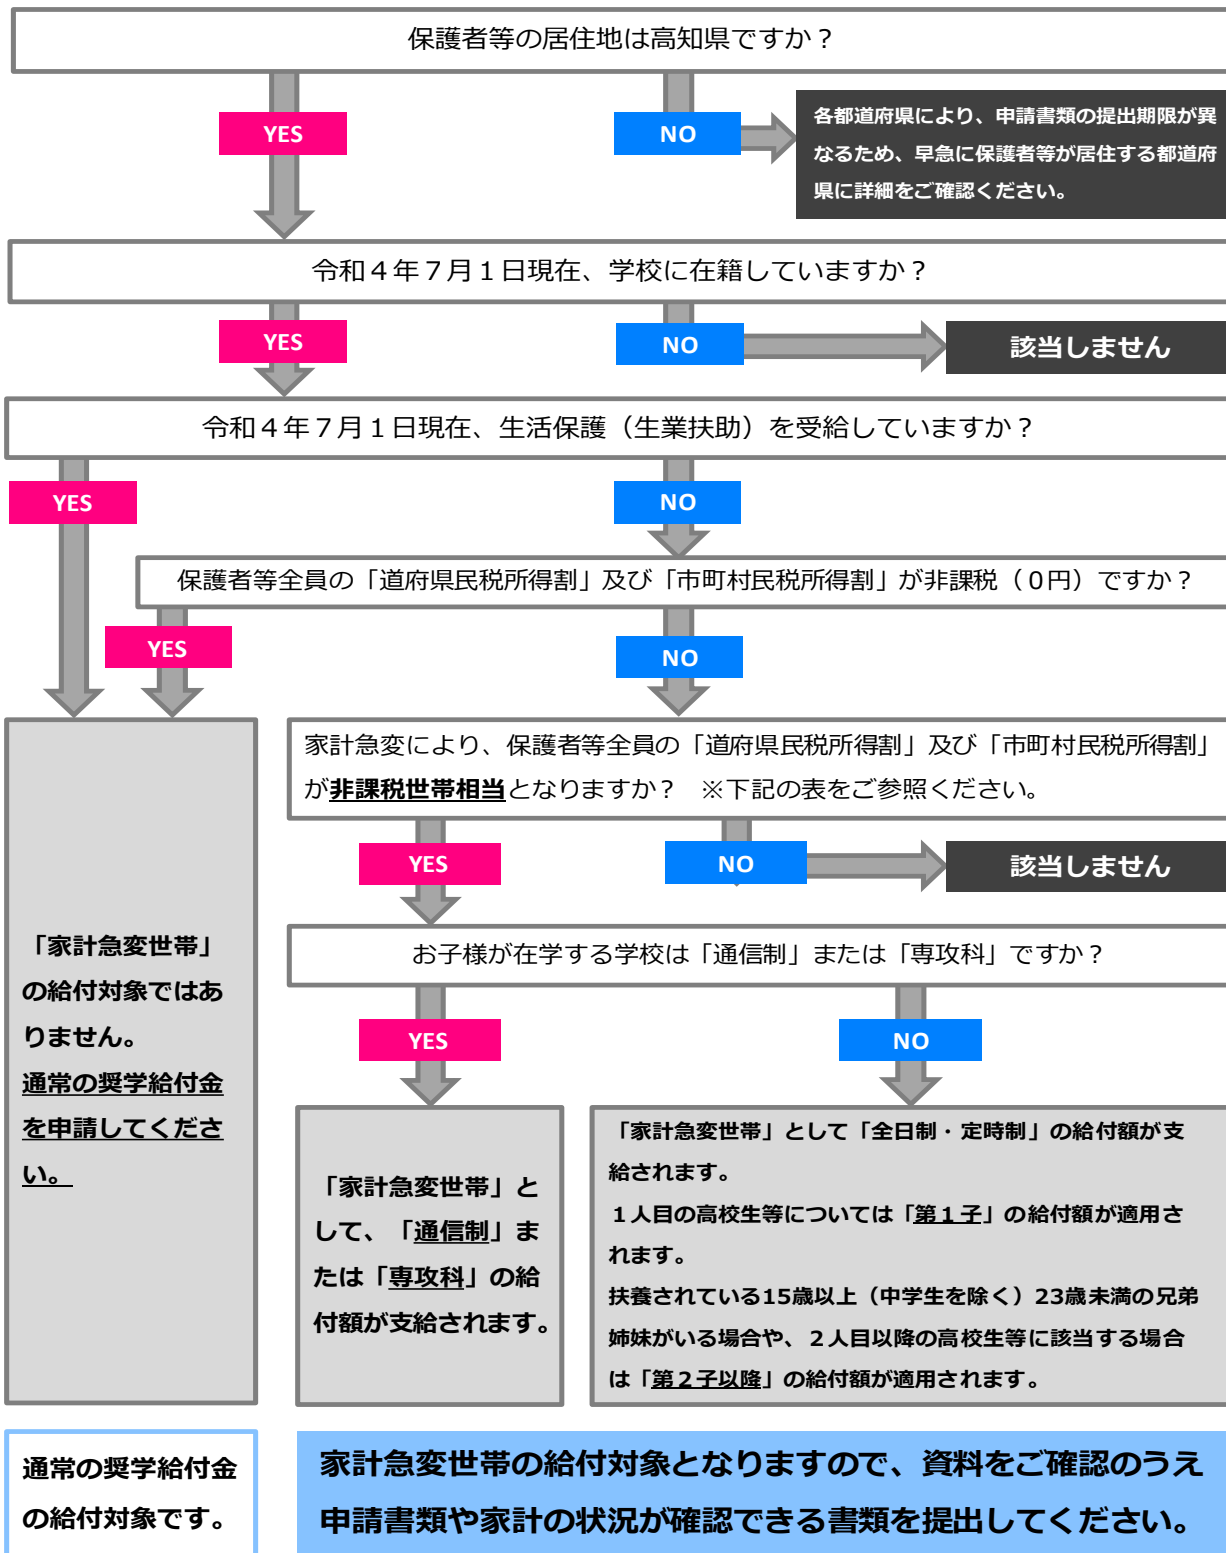 保護者等の居住地は高知県ですか？
YES
NO
各都道府県により、申請書類の提出期限が異
なるため、早急に保護者等が居住する都道府
県に詳細をご確認ください。
令和４年７月１日現在、学校に在籍していますか？
YES
NO
該当しません
令和４年７月１日現在、生活保護（生業扶助）を受給していますか？
YES
NO
保護者等全員の「道府県民税所得割」及び「市町村民税所得割」が非課税（０円）ですか？
YES
NO
家計急変により、保護者等全員の「道府県民税所得割」及び「市町村民税所得割」
が非課税世帯相当となりますか？　※下記の表をご参照ください。
YES
NO
該当しません
お子様が在学する学校は「通信制」または「専攻科」ですか？
YES
NO
「家計急変世帯」
の給付対象ではあ
りません。
通常の奨学給付金
を申請してくださ
い。
「家計急変世帯」と
して、「通信制」ま
たは「専攻科」の給
付額が支給されます。
「家計急変世帯」として「全日制・定時制」の給付額が支
給されます。
１人目の高校生等については「第１子」の給付額が適用さ
れます。
扶養されている15歳以上（中学生を除く）23歳未満の兄弟
姉妹がいる場合や、２人目以降の高校生等に該当する場合
は「第２子以降」の給付額が適用されます。
通常の奨学給付金
の給付対象です。
家計急変世帯の給付対象となりますので、資料をご確認のうえ
申請書類や家計の状況が確認できる書類を提出してください。